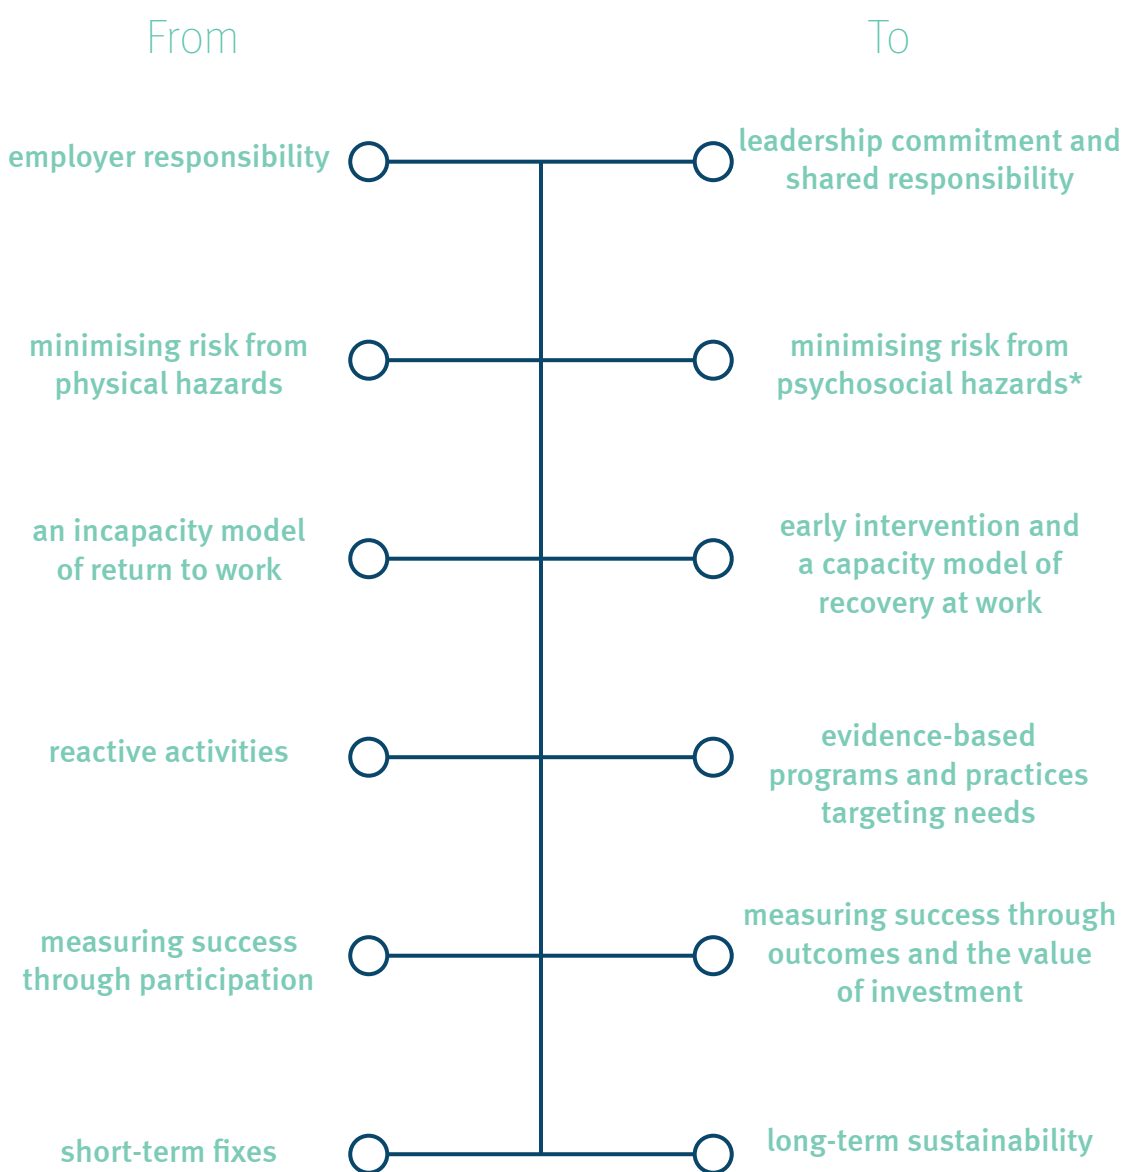 From
To
employer responsibility
leadership commitment and
shared responsibility
minimising risk from
physical hazards
minimising risk from
psychosocial hazards*
an incapacity model
of return to work
early intervention and
a capacity model of
recovery at work
reactive activities
evidence-based
programs and practices
targeting needs
measuring success
through participation
measuring success through
outcomes and the value
of investment
short-term fixes
long-term sustainability